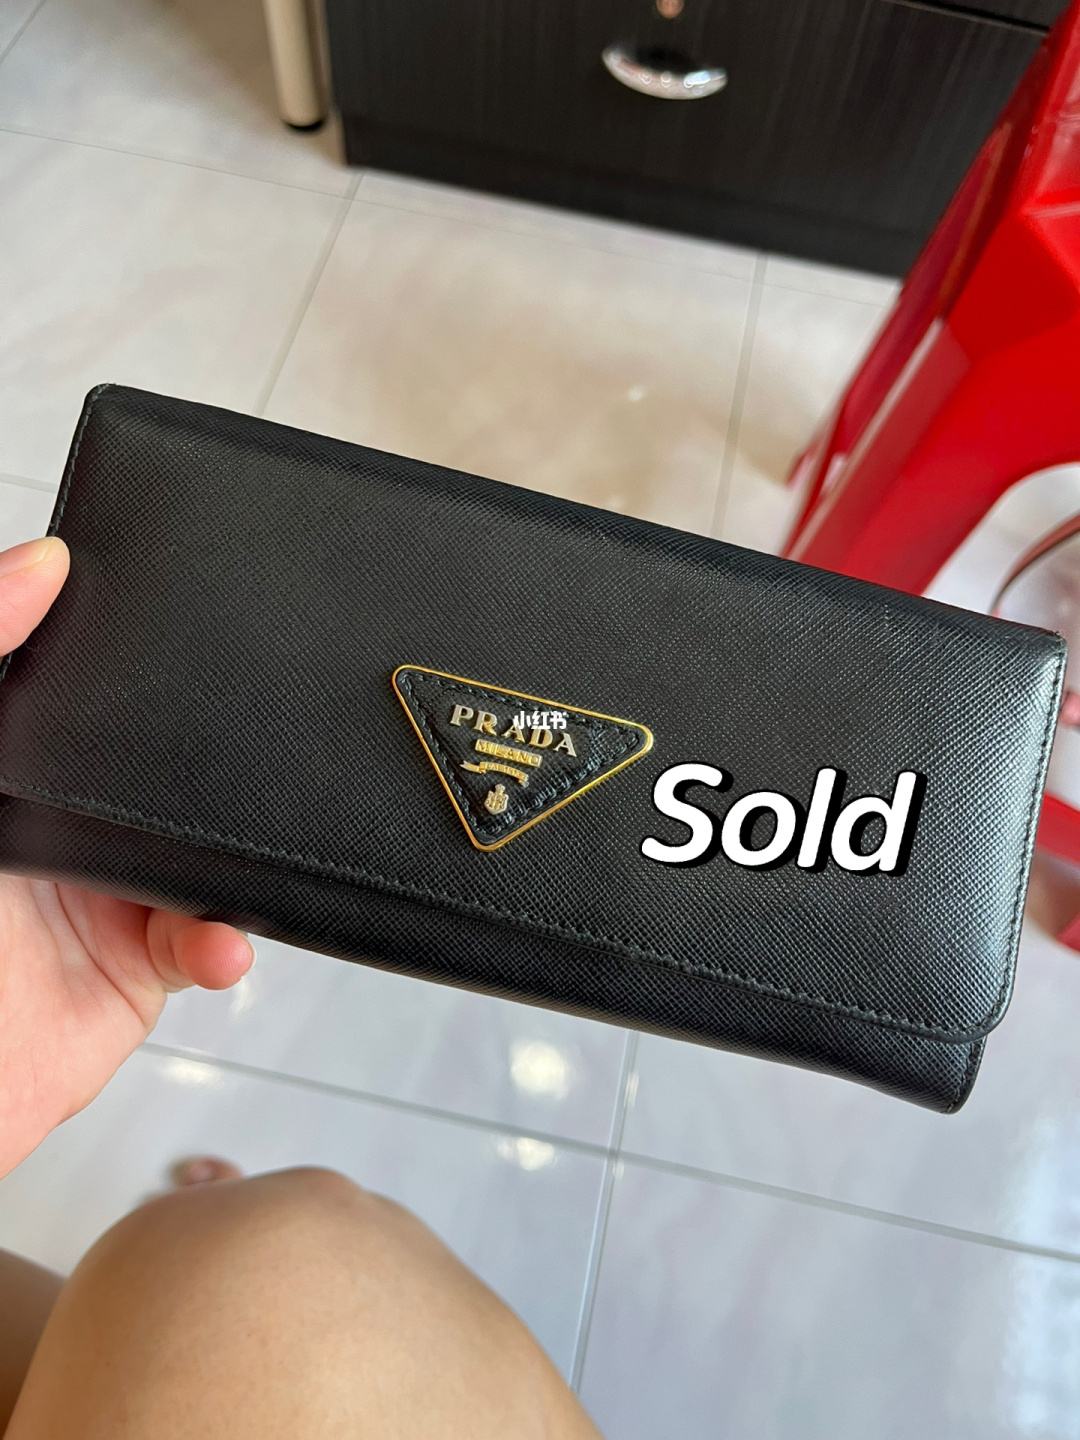 PRADA
小红书
MILANO
Sold